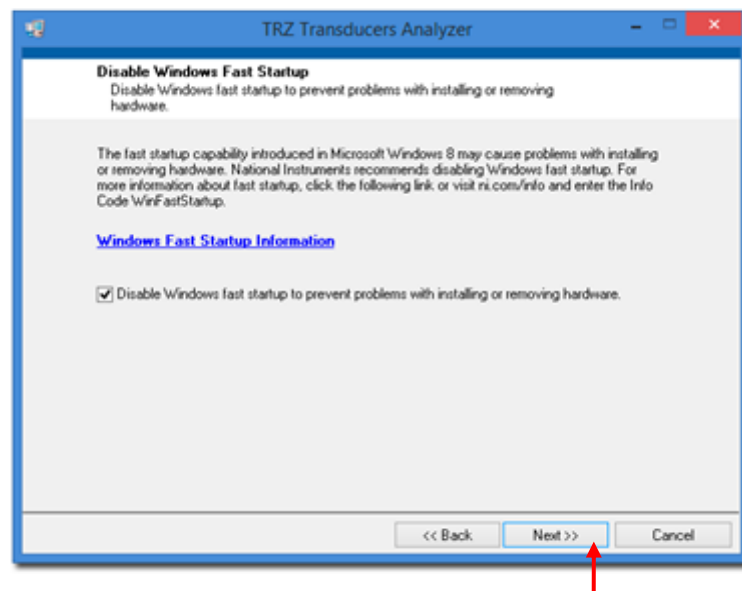 TRZ Transducers Analyzer
Disable Windows Fast Startup
Disable Windows fast startup to prevent problems with installing or removing
hardware.
The fast startup capability introduced in Microsoft Windows 8 may cause problems with installing
or removing hardware. National Instruments recommends disabling Windows fast startup. For
more information about fast startup, click the following link or visit ni.com/info and enter the Info
Code WinFastStartup.
Windows Fast Startup Information
Disable Windows fast startup to prevent problems with installing or removing hardware.
<< Back
Next >>
Cancel